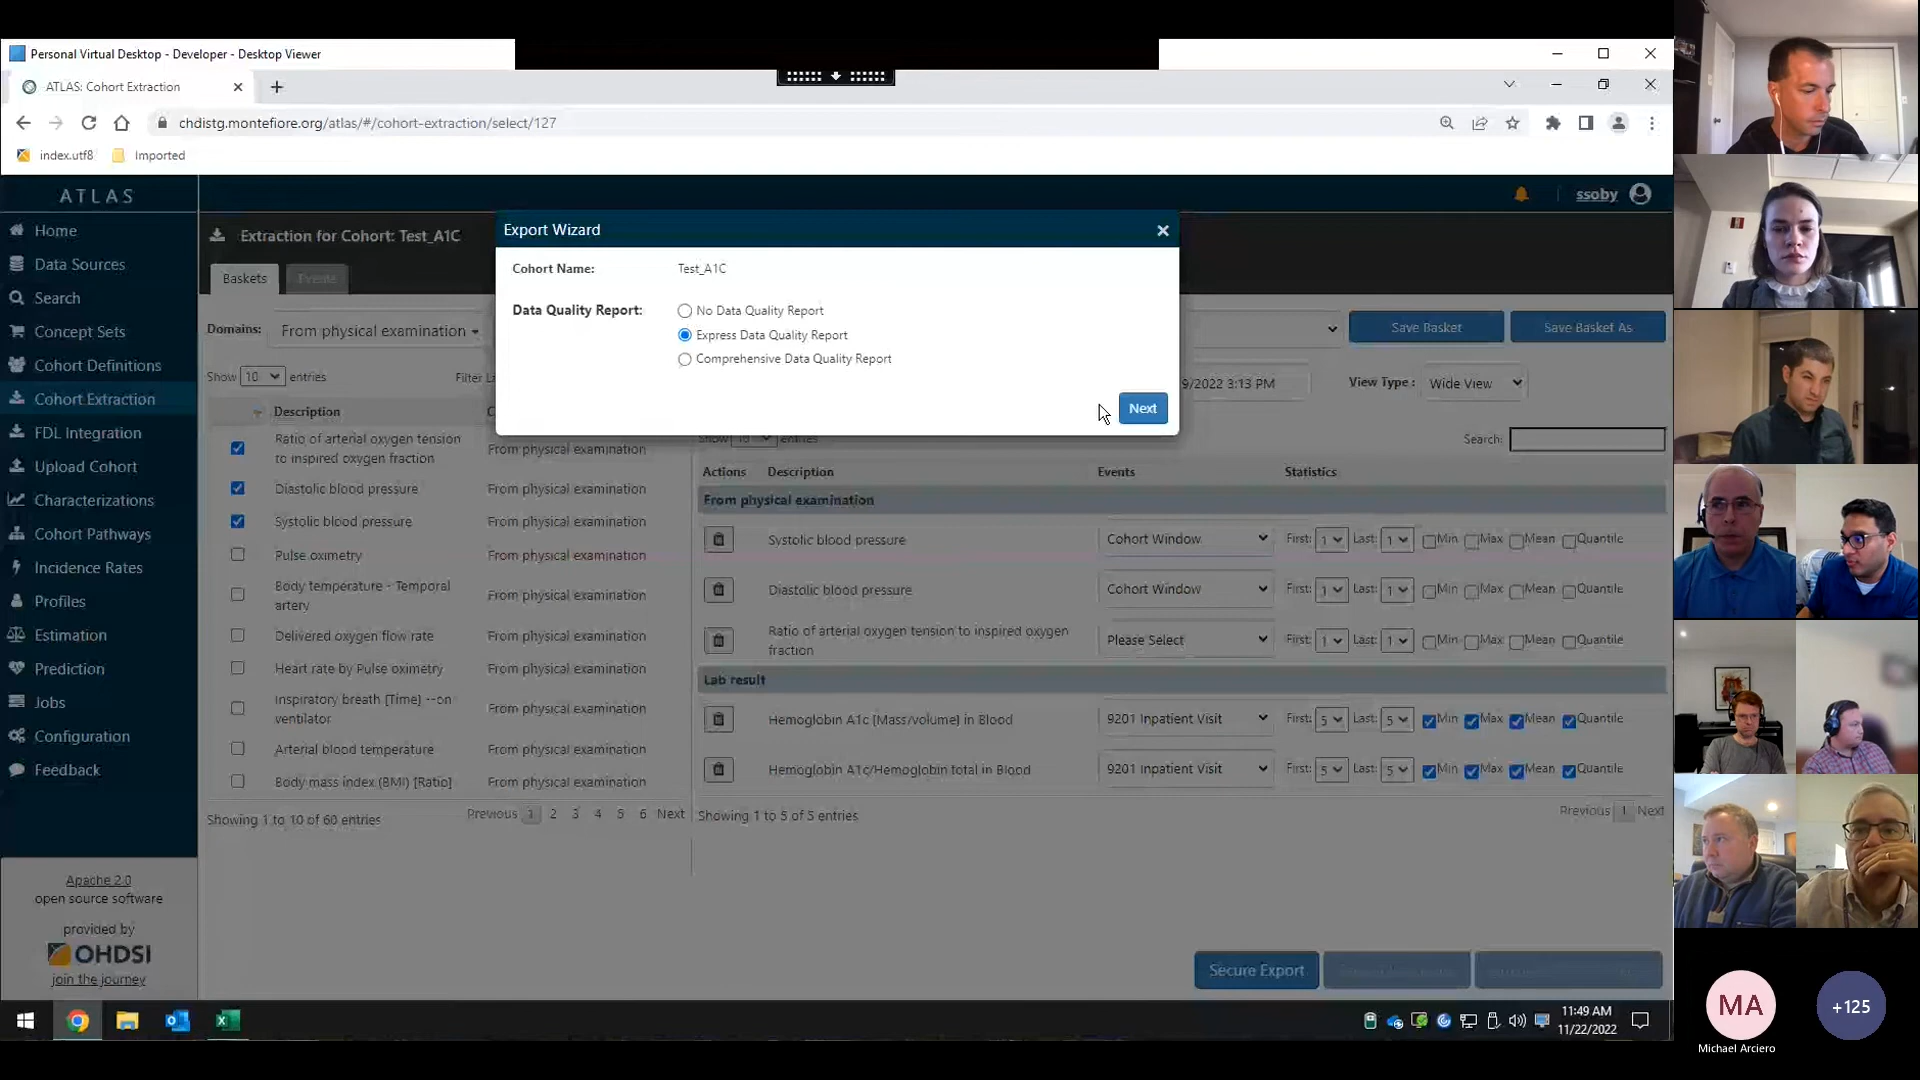 Personal Virtual Desktop - Developer - Desktop Viewer
ATLAS: Cohort Extraction
chdistg.montefiore.org/atlas/#/cohort-extraction/select/127
index.utf8 Imported
ATLAS
ssoby
Home
Data Sources
Search
Concept Sets
Cohort Definitions
Cohort Extraction
FDL Integration
Upload Cohort
Characterizations
Cohort Pathways
Incidence Rates
Profiles
Estimation
Prediction
Jobs
Configuration
Feedback
Apache 2.0
open source software
provided by
OHDSI
join the journey
Extraction for Cohort: Test_A1C
Baskets Events
Domains: From physical examination
Show 10 entries
Description
Ratio of arterial oxygen tension to inspired oxygen fraction From physical examination
Diastolic blood pressure From physical examination
Systolic blood pressure From physical examination
Pulse oximetry From physical examination
Body temperature - Temporal artery From physical examination
Delivered oxygen flow rate From physical examination
Heart rate by Pulse oximetry From physical examination
Inspiratory breath [Time] --on ventilator From physical examination
Arterial blood temperature From physical examination
Body mass index (BMI) [Ratio] From physical examination
Showing 1 to 10 of 60 entries
Previous 1 2 3 4 5 6 Next
Export Wizard
Cohort Name: Test_A1C
Data Quality Report: No Data Quality Report
Express Data Quality Report
Comprehensive Data Quality Report
Next
Save Basket Save Basket As
9/2022 3:13 PM View Type : Wide View
Show 10 entries Search:
Actions Description Events Statistics
From physical examination
Systolic blood pressure Cohort Window First: 1 Last: 1 Min Max Mean Quantile
Diastolic blood pressure Cohort Window First: 1 Last: 1 Min Max Mean Quantile
Ratio of arterial oxygen tension to inspired oxygen fraction Please Select First: 1 Last: 1 Min Max Mean Quantile
Lab result
Hemoglobin A1c [Mass/volume] in Blood 9201 Inpatient Visit First: 5 Last: 5 Min Max Mean Quantile
Hemoglobin A1c/Hemoglobin total in Blood 9201 Inpatient Visit First: 5 Last: 5 Min Max Mean Quantile
Showing 1 to 5 of 5 entries
Previous 1 Next
Secure Export
11:49 AM
11/22/2022
MA
Michael Arciero
+125